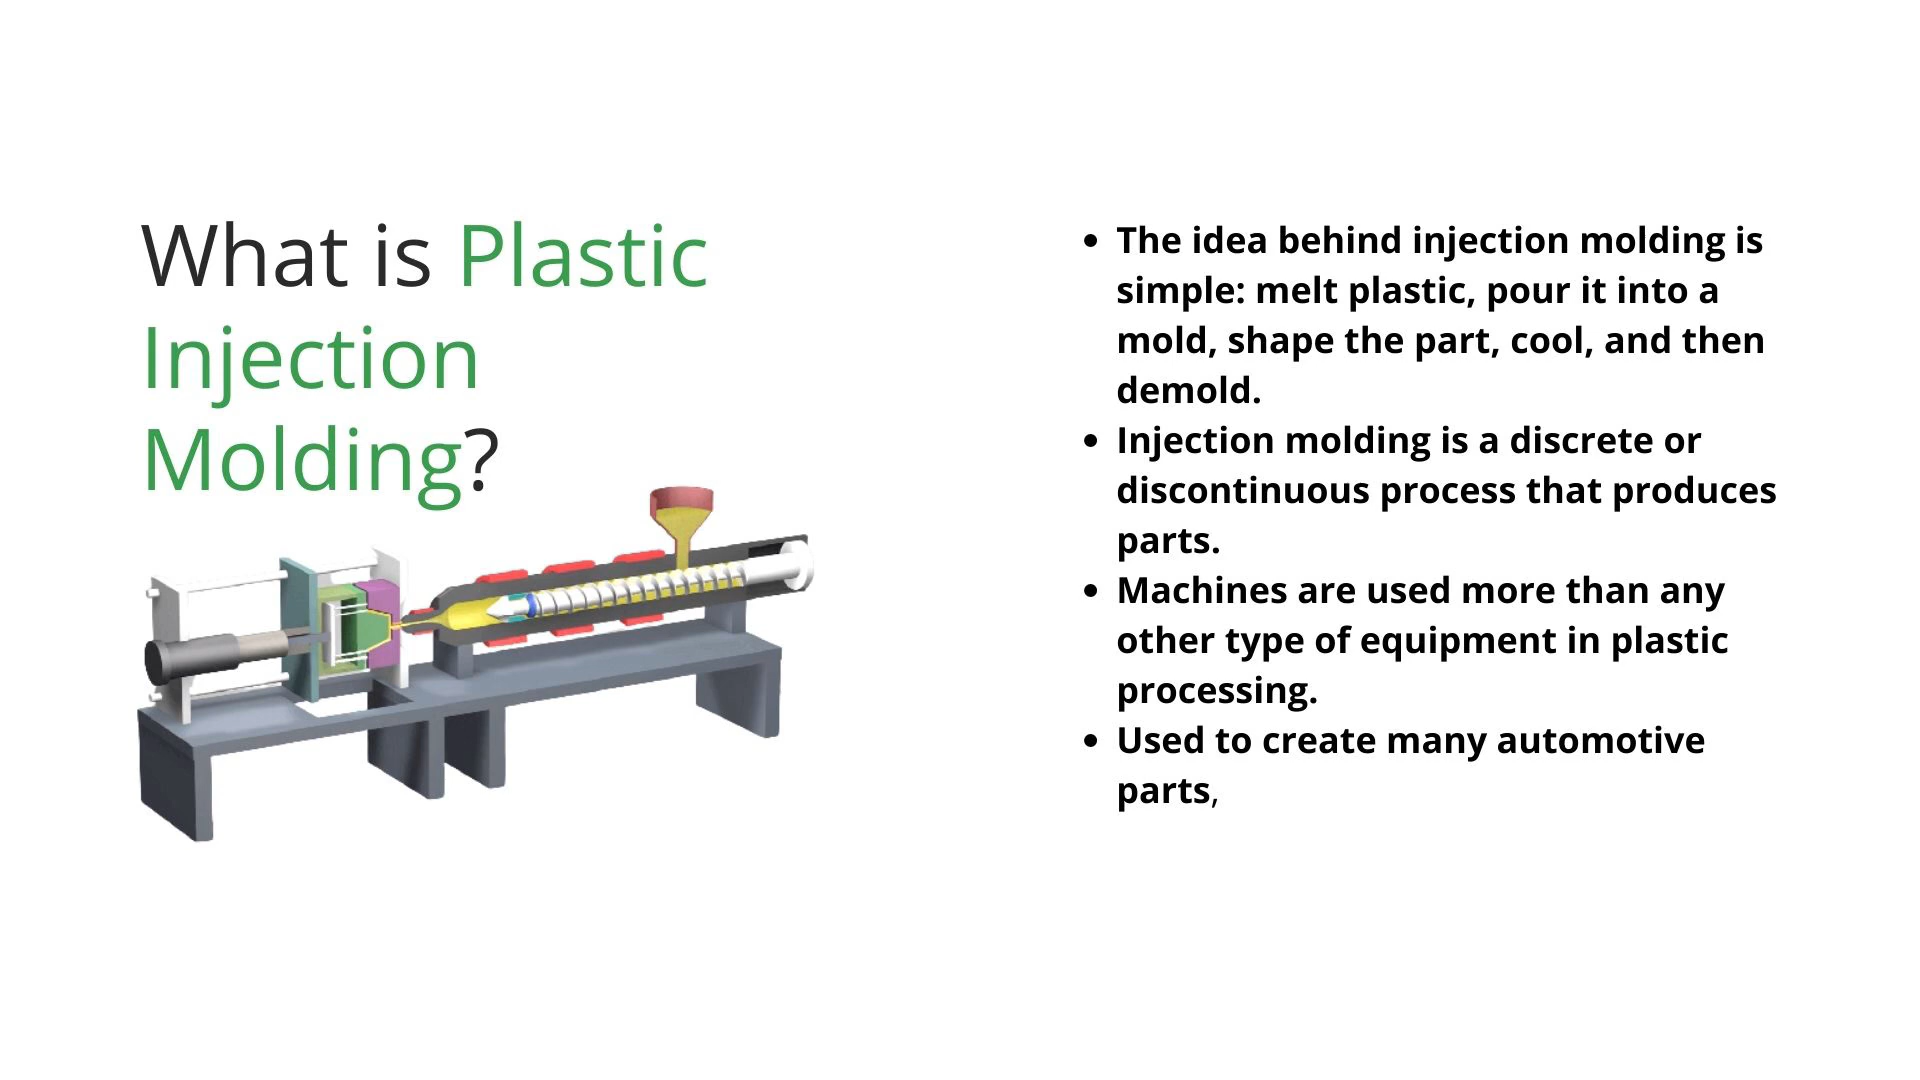 What is Plastic
Injection
Molding?
• The idea behind injection molding is
simple: melt plastic, pour it into a
mold, shape the part, cool, and then
demold.
• Injection molding is a discrete or
discontinuous process that produces
parts.
• Machines are used more than any
other type of equipment in plastic
processing.
• Used to create many automotive
parts,